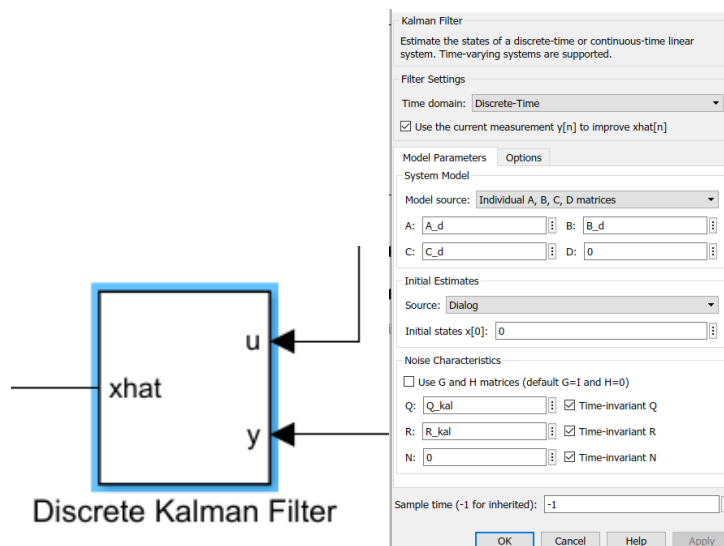 u
xhat
y
Discrete Kalman Filter
Kalman Filter
Estimate the states of a discrete-time or continuous-time linear
system. Time-varying systems are supported.
Filter Settings
Time domain: Discrete-Time
Use the current measurement y[n] to improve xhat[n]
Model Parameters Options
System Model
Model source: Individual A, B, C, D matrices
A: A_d B: B_d
C: C_d D: 0
Initial Estimates
Source: Dialog
Initial states x[0]: 0
Noise Characteristics
Use G and H matrices (default G=I and H=0)
Q: Q_kal Time-invariant Q
R: R_kal Time-invariant R
N: 0 Time-invariant N
Sample time (-1 for inherited): -1
OK Cancel Help Apply